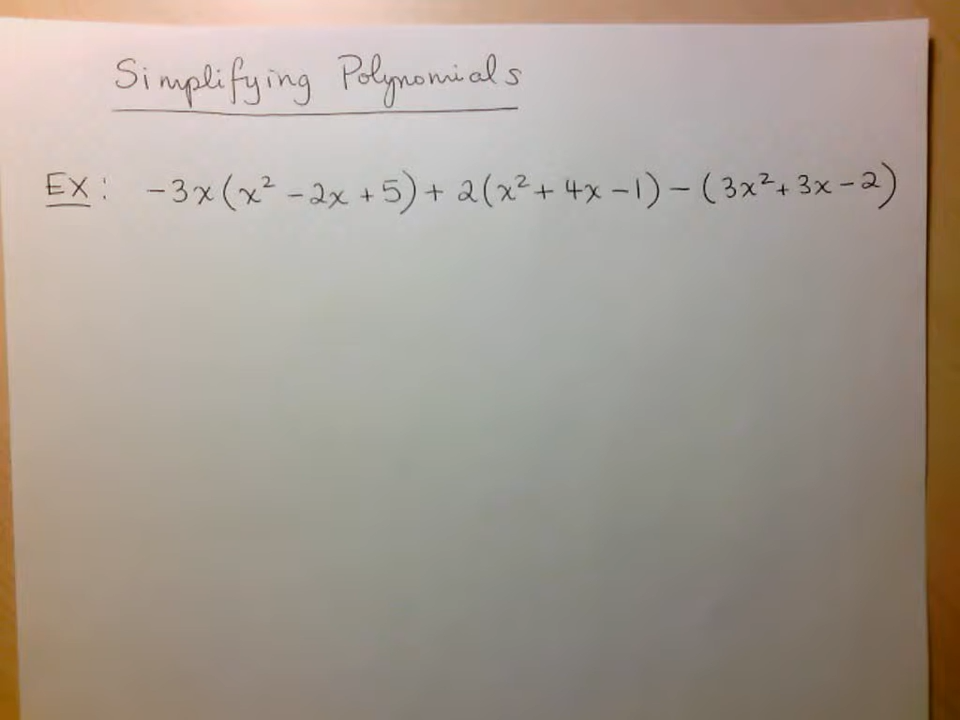 Simplifying Polynomials
EX: -3x(x² - 2x + 5) + 2(x² + 4x - 1) - (3x² + 3x - 2)